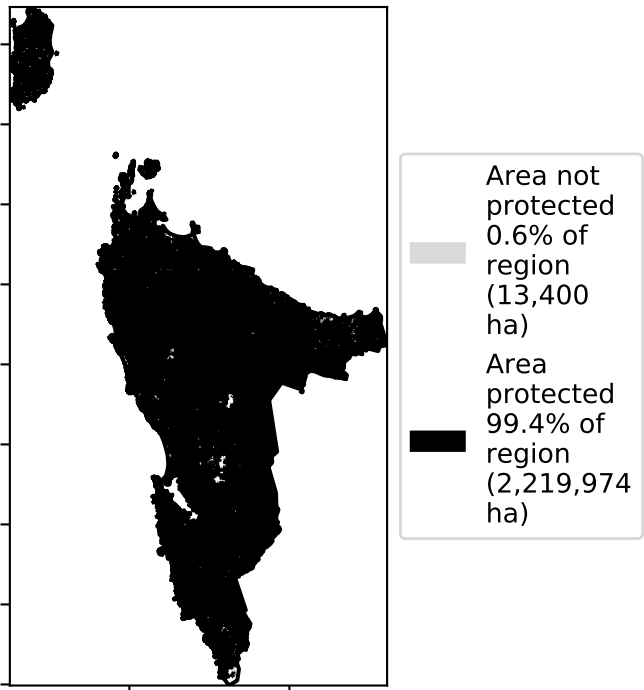 Area not
protected
0.6% of
region
(13,400
ha)
Area
protected
99.4% of
region
(2,219,974
ha)